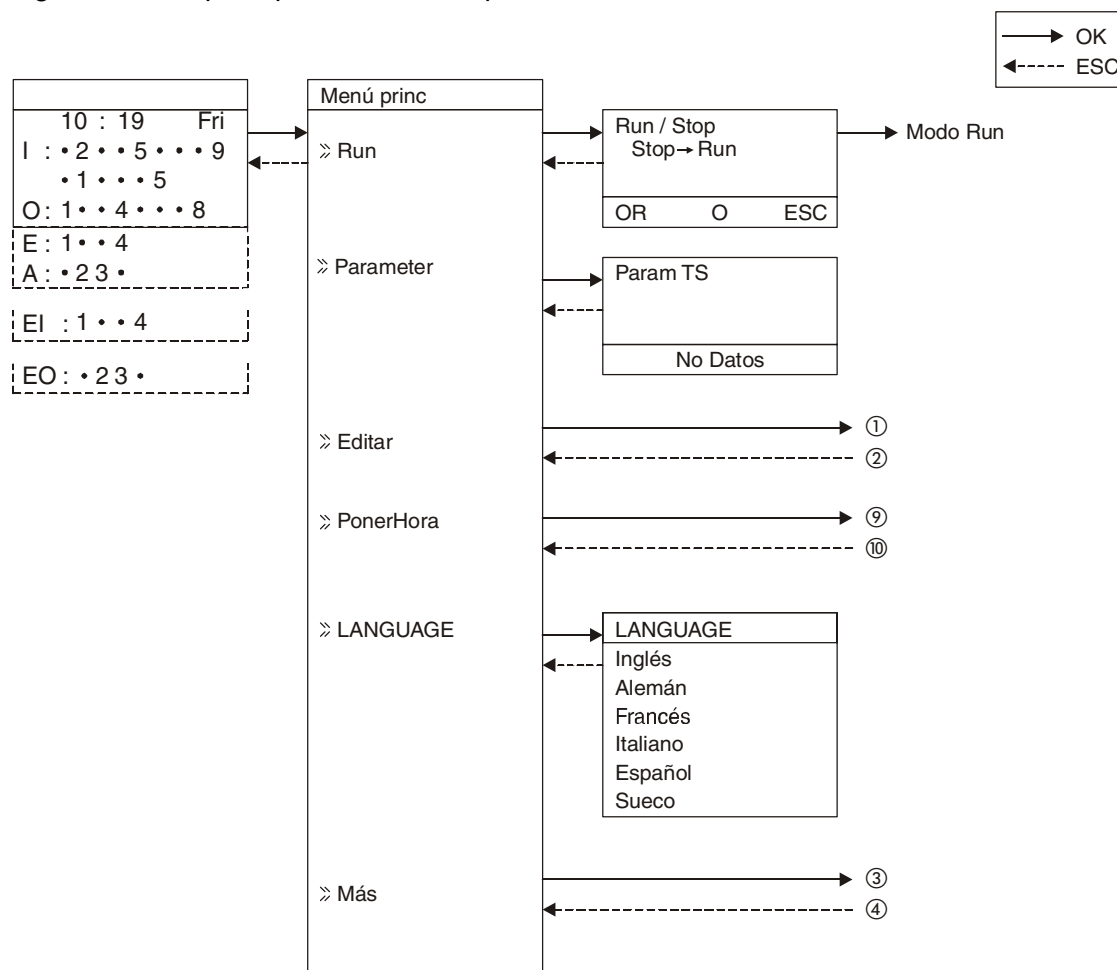 OK
ESC
10 : 19 Fri
I : • 2 • • 5 • • • 9
• 1 • • • 5
O : 1 • • 4 • • • 8
E : 1 • • 4
A : • 2 3 •
EI : 1 • • 4
EO : • 2 3 •
Menú princ
» Run
» Parameter
» Editar
» PonerHora
» LANGUAGE
» Más
Run / Stop
Stop→Run
OR O ESC
Modo Run
Param TS
No Datos
①
②
⑨
⑩
LANGUAGE
Inglés
Alemán
Francés
Italiano
Español
Sueco
③
④